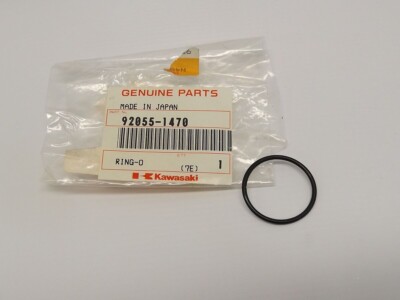 GENUINE PARTS
MADE IN JAPAN
92055-1470
RING-O
(7E) 1
Kawasaki